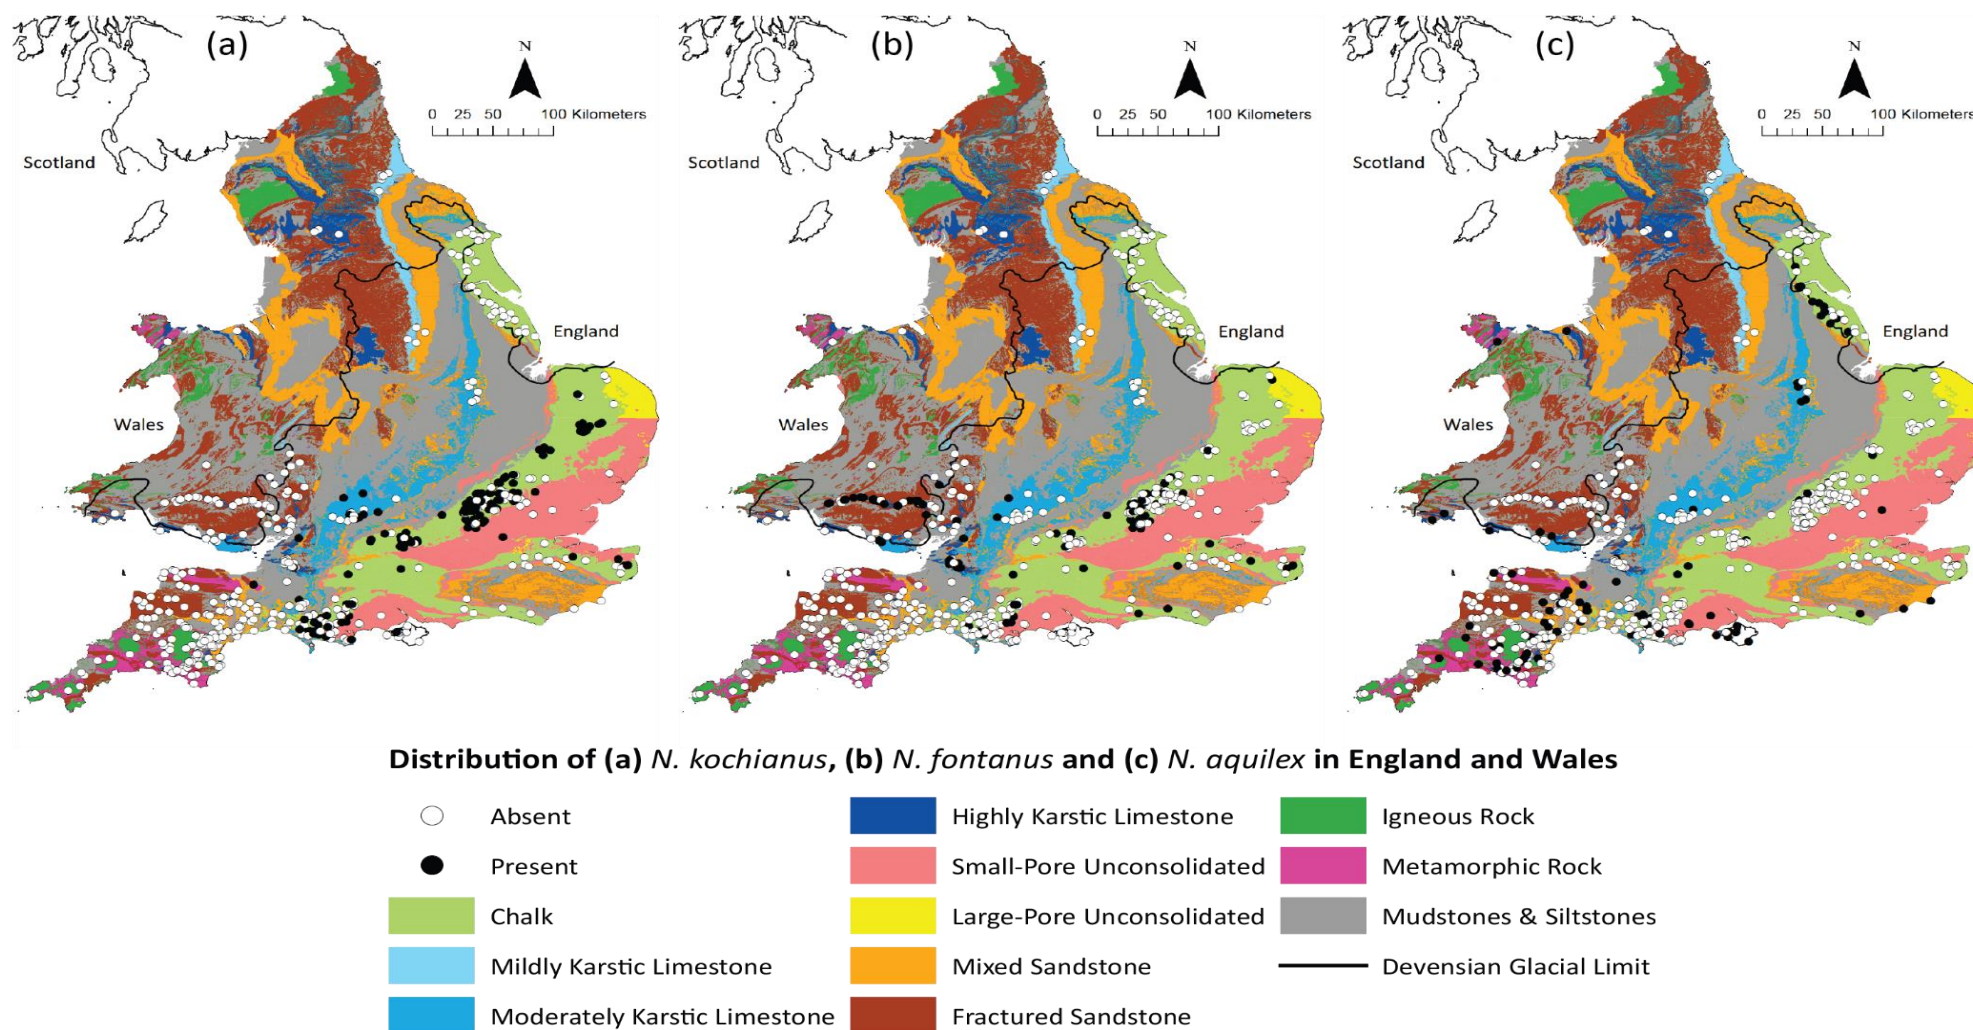 (a)
N
0 25 50 100 Kilometers
Scotland
England
Wales
(b)
N
0 25 50 100 Kilometers
Scotland
England
Wales
(c)
N
0 25 50 100 Kilometers
Scotland
England
Wales
Distribution of (a) N. kochianus, (b) N. fontanus and (c) N. aquilex in England and Wales
Absent
Present
Chalk
Mildly Karstic Limestone
Moderately Karstic Limestone
Highly Karstic Limestone
Small-Pore Unconsolidated
Large-Pore Unconsolidated
Mixed Sandstone
Fractured Sandstone
Igneous Rock
Metamorphic Rock
Mudstones & Siltstones
Devensian Glacial Limit